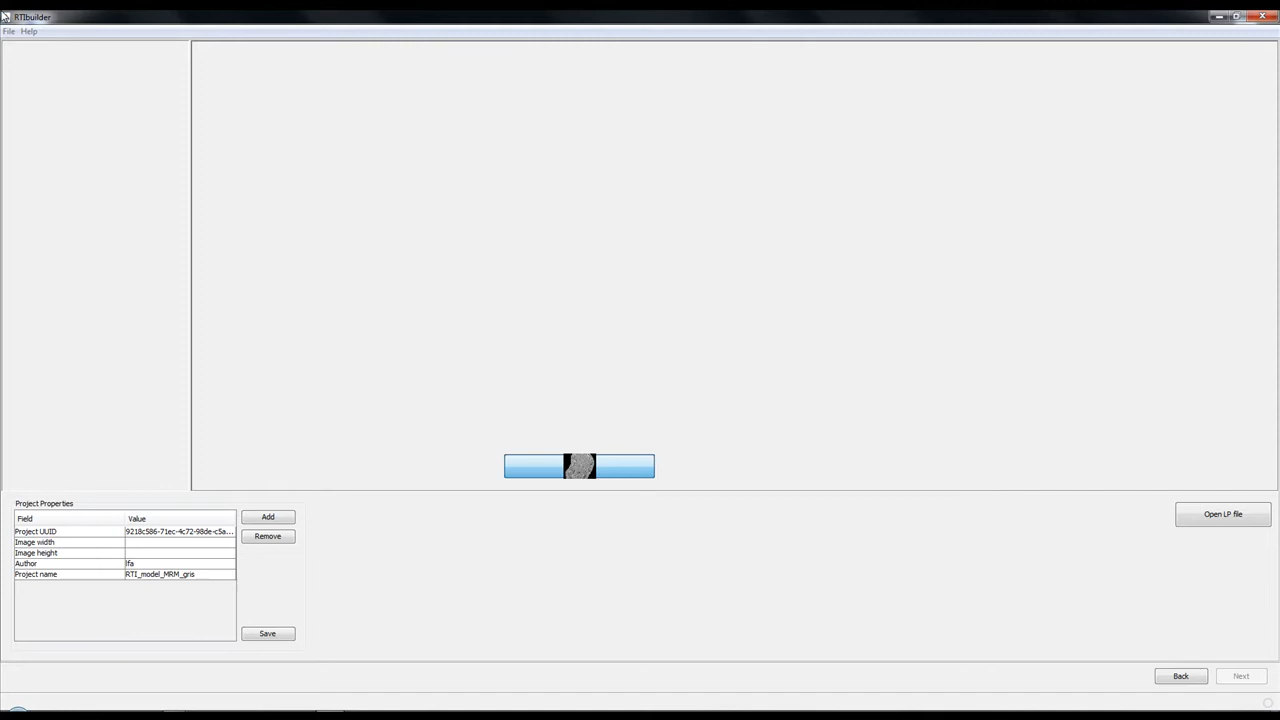 RTIbuilder
File Help
Project Properties
Field Value
Project UUID 9218c586-71ec-4c72-98de-c5a...
Image width
Image height
Author lfa
Project name RTI_model_MRM_gris
Add
Remove
Save
Open LP file
Back Next